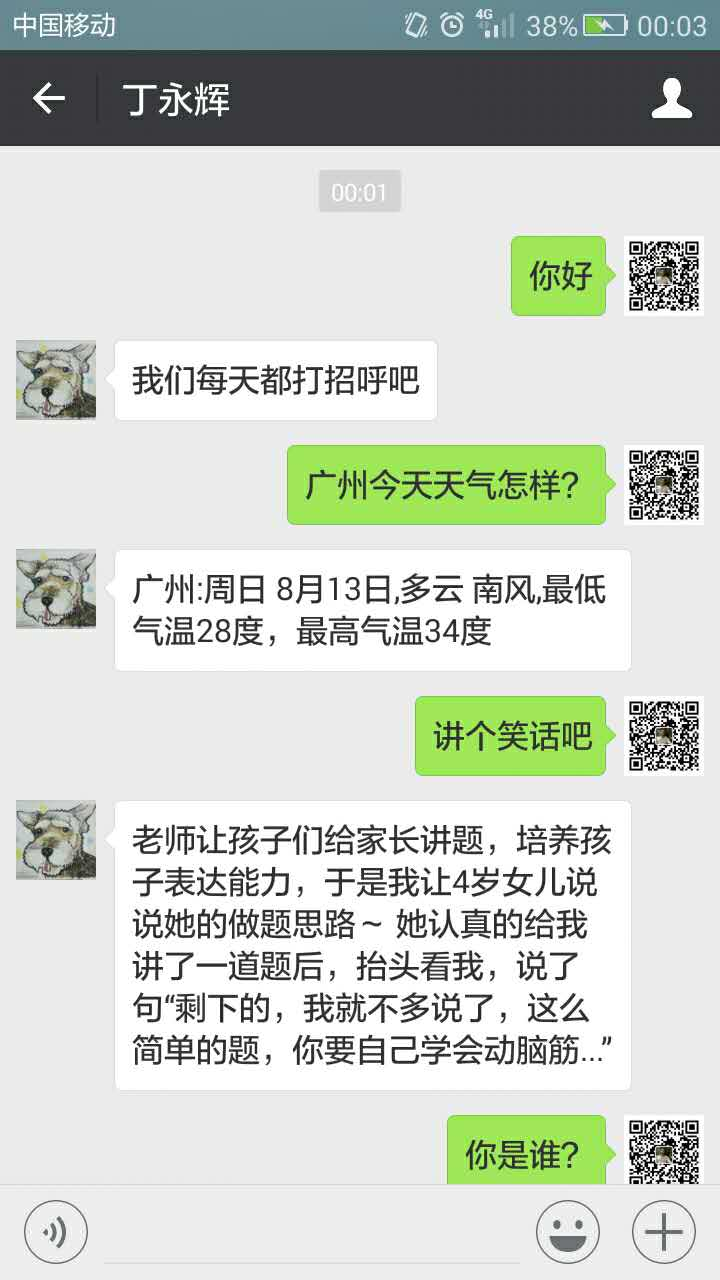 中国移动 4G 38% 00:03
丁永辉
00:01
你好
我们每天都打招呼吧
广州今天天气怎样?
广州:周日 8月13日,多云 南风,最低
气温28度，最高气温34度
讲个笑话吧
老师让孩子们给家长讲题，培养孩
子表达能力，于是我让4岁女儿说
说她的做题思路～ 她认真的给我
讲了一道题后，抬头看我，说了
句“剩下的，我就不多说了，这么
简单的题，你要自己学会动脑筋...”
你是谁?